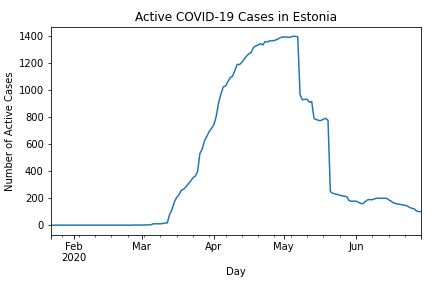 Active COVID-19 Cases in Estonia
Number of Active Cases
1400
1200
1000
800
600
400
200
0
Feb
2020
Mar
Apr
May
Jun
Day